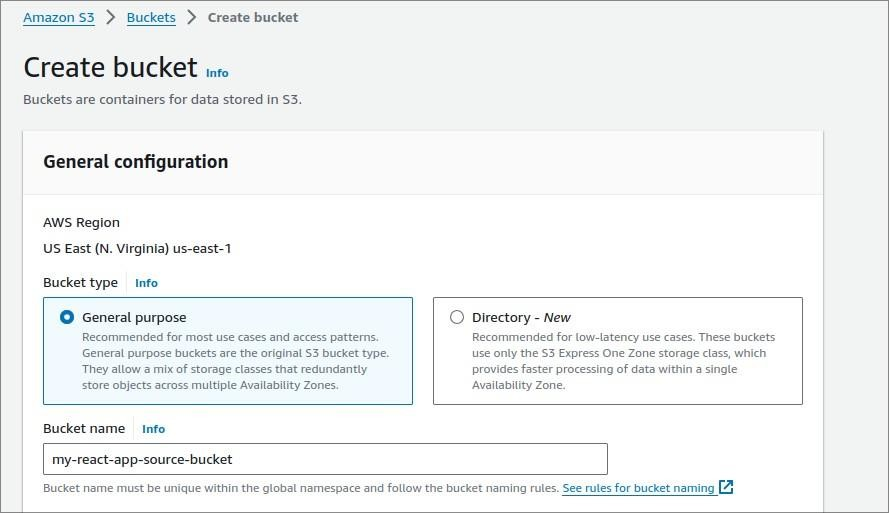 Amazon S3 > Buckets > Create bucket
Create bucket Info
Buckets are containers for data stored in S3.
General configuration
AWS Region
US East (N. Virginia) us-east-1
Bucket type Info
General purpose
Recommended for most use cases and access patterns.
General purpose buckets are the original S3 bucket type.
They allow a mix of storage classes that redundantly
store objects across multiple Availability Zones.
Directory - New
Recommended for low-latency use cases. These buckets
use only the S3 Express One Zone storage class, which
provides faster processing of data within a single
Availability Zone.
Bucket name Info
my-react-app-source-bucket
Bucket name must be unique within the global namespace and follow the bucket naming rules. See rules for bucket naming